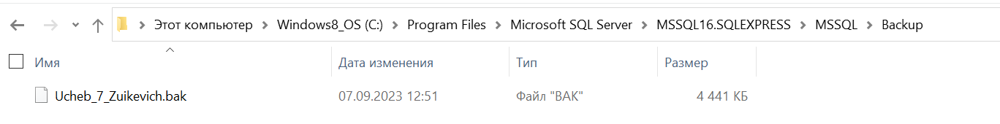 Этот компьютер > Windows8_OS (C:) > Program Files > Microsoft SQL Server > MSSQL16.SQLEXPRESS > MSSQL > Backup
Имя Дата изменения Тип Размер
Ucheb_7_Zuikevich.bak 07.09.2023 12:51 Файл "BAK" 4 441 КБ